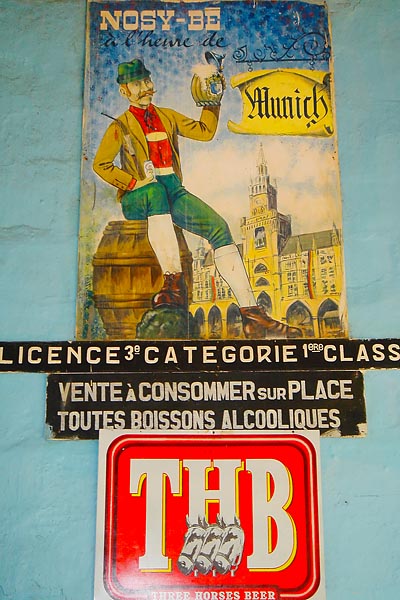 NOSY-BÉ
à l'heure de
Munich
LICENCE 3e CATEGORIE 1ERE CLASS
VENTE À CONSOMMER SUR PLACE
TOUTES BOISSONS ALCOOLIQUES
THB
THREE HORSES BEER